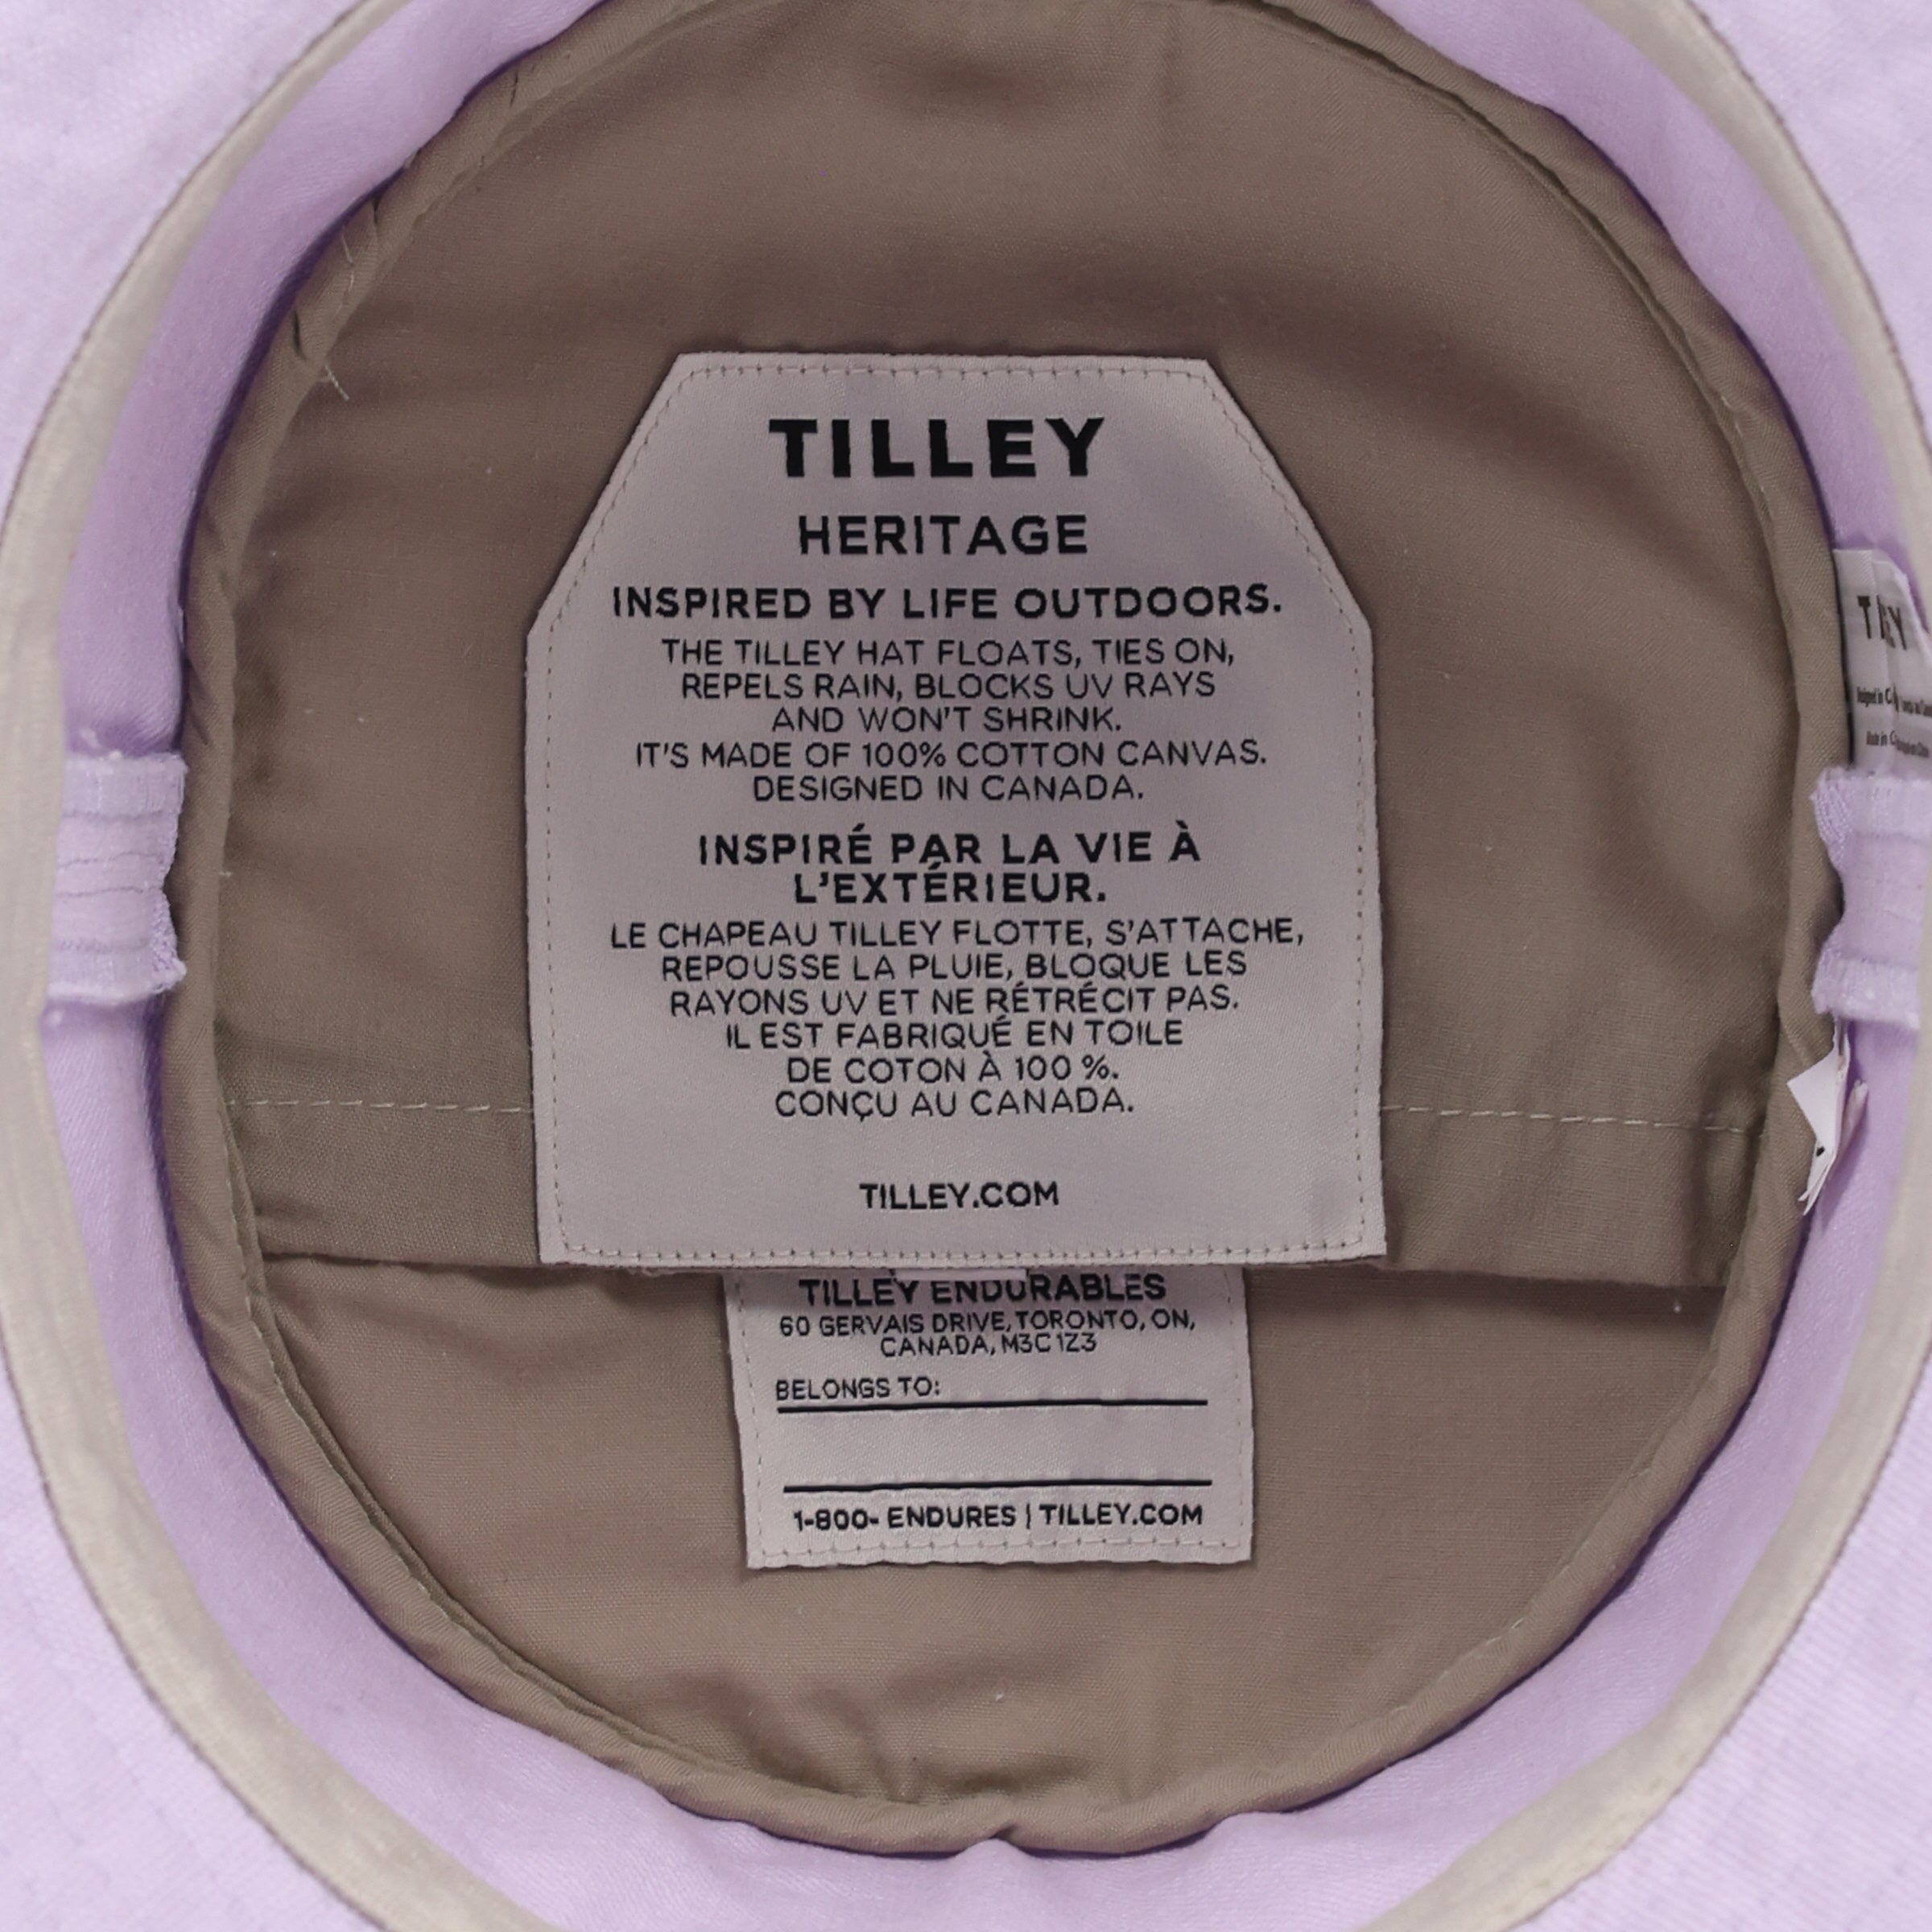 TILLEY
HERITAGE
INSPIRED BY LIFE OUTDOORS.
THE TILLEY HAT FLOATS, TIES ON,
REPELS RAIN, BLOCKS UV RAYS
AND WON'T SHRINK.
IT'S MADE OF 100% COTTON CANVAS.
DESIGNED IN CANADA.
INSPIRÉ PAR LA VIE À
L'EXTÉRIEUR.
LE CHAPEAU TILLEY FLOTTE, S'ATTACHE,
REPOUSSE LA PLUIE, BLOQUE LES
RAYONS UV ET NE RÉTRÉCIT PAS.
IL EST FABRIQUÉ EN TOILE
DE COTON À 100 %.
CONÇU AU CANADA.
TILLEY.COM
TILLEY ENDURABLES
60 GERVAIS DRIVE, TORONTO, ON,
CANADA, M3C 1Z3
BELONGS TO:
1-800- ENDURES | TILLEY.COM